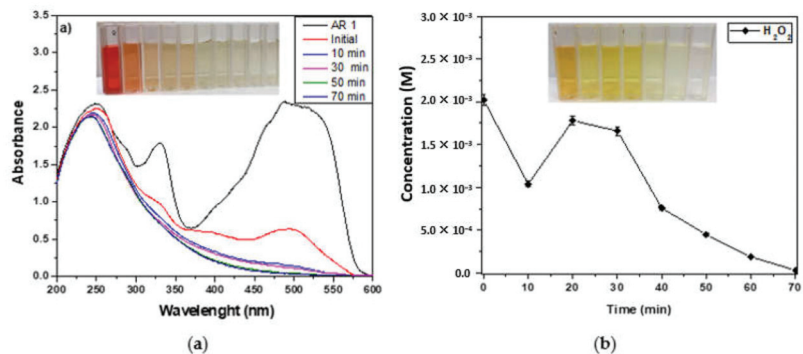 a)
AR 1
Initial
10 min
30 min
50 min
70 min
3.5
3.0
2.5
2.0
1.5
1.0
0.5
0.0
Absorbance
200 250 300 350 400 450 500 550 600
Wavelenght (nm)
(a)
H₂O₂
3.0 × 10⁻³
2.5 × 10⁻³
2.0 × 10⁻³
1.5 × 10⁻³
1.0 × 10⁻³
5.0 × 10⁻⁴
0.0
Concentration (M)
0 10 20 30 40 50 60 70
Time (min)
(b)